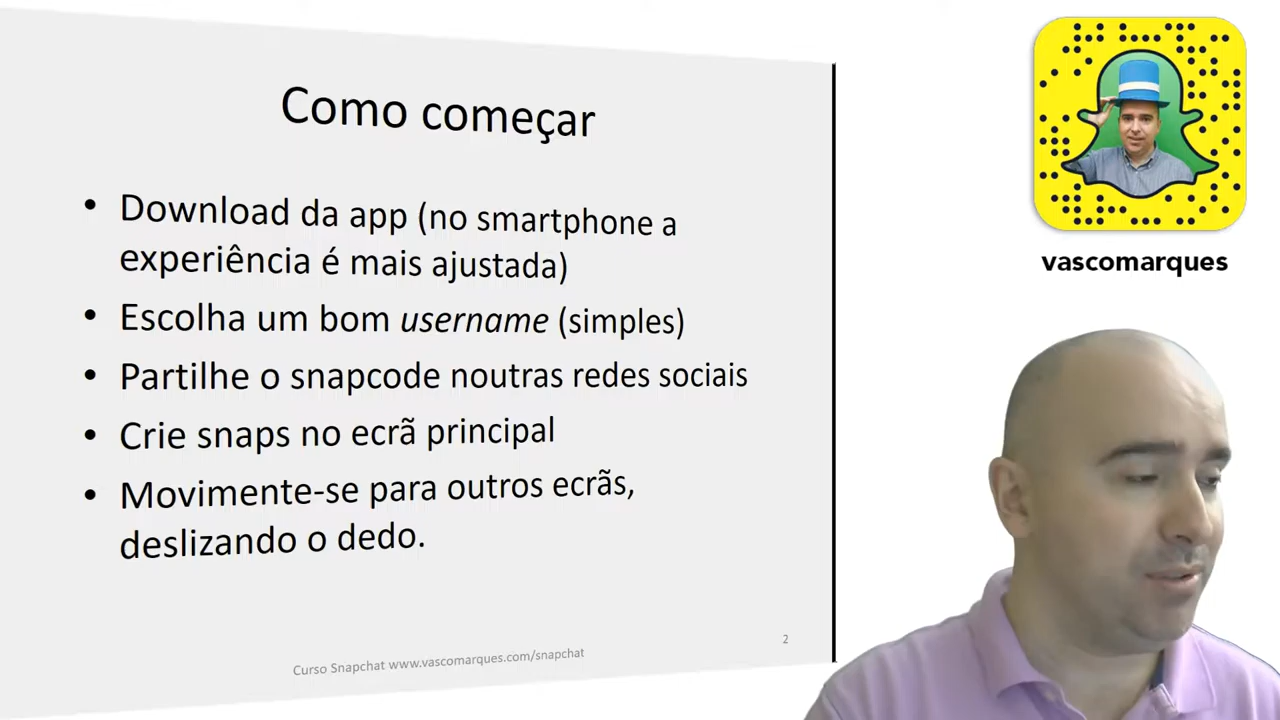 Como começar
• Download da app (no smartphone a
experiência é mais ajustada)
• Escolha um bom username (simples)
• Partilhe o snapcode noutras redes sociais
• Crie snaps no ecrã principal
• Movimente-se para outros ecrãs,
deslizando o dedo.
Curso Snapchat www.vascomarques.com/snapchat
2
vascomarques